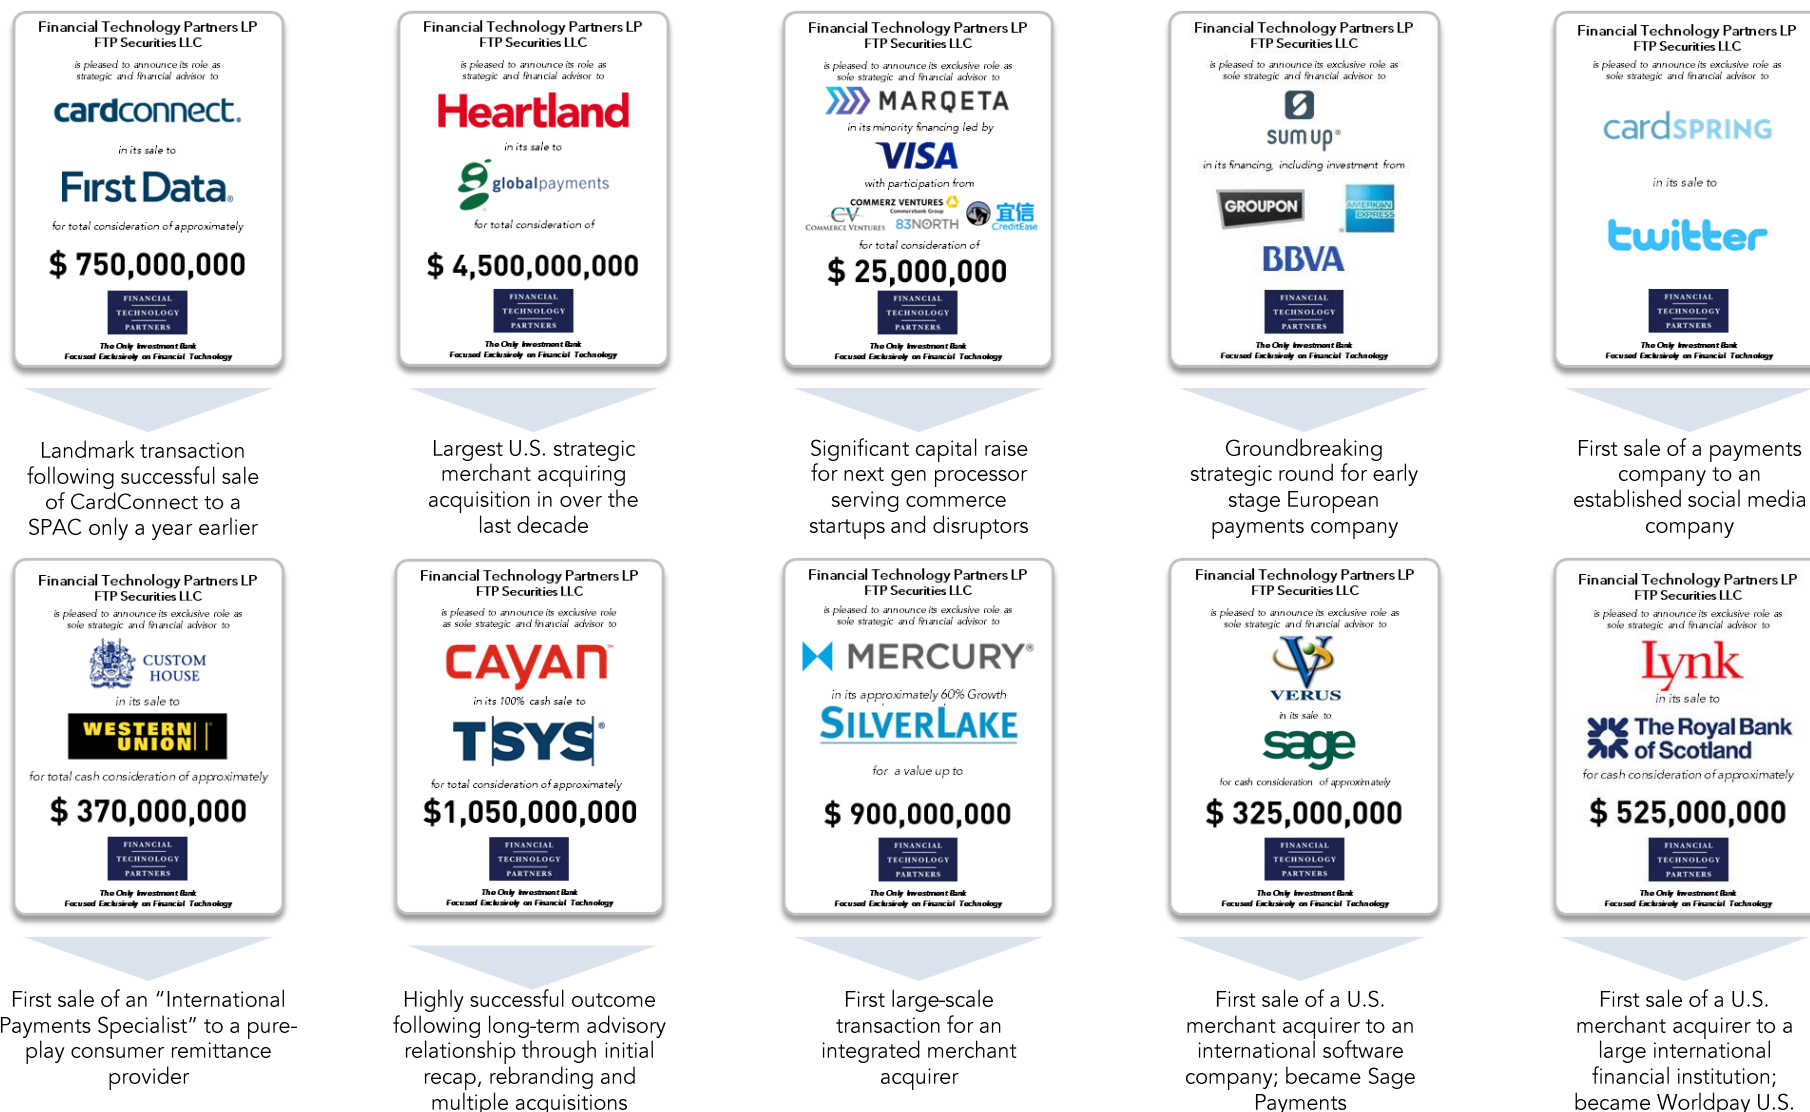 Financial Technology Partners LP
FTP Securities LLC
is pleased to announce its role as
strategic and financial advisor to
cardconnect.
in its sale to
First Data®
for total consideration of approximately
$ 750,000,000
FINANCIAL
TECHNOLOGY
PARTNERS
The Only Investment Bank
Focused Exclusively on Financial Technology
Landmark transaction
following successful sale
of CardConnect to a
SPAC only a year earlier
Financial Technology Partners LP
FTP Securities LLC
is pleased to announce its role as
strategic and financial advisor to
Heartland
in its sale to
globalpayments
for total consideration of
$ 4,500,000,000
FINANCIAL
TECHNOLOGY
PARTNERS
The Only Investment Bank
Focused Exclusively on Financial Technology
Largest U.S. strategic
merchant acquiring
acquisition in over the
last decade
Financial Technology Partners LP
FTP Securities LLC
is pleased to announce its exclusive role as
sole strategic and financial advisor to
MARQETA
in its minority financing led by
VISA
with participation from
COMMERZ VENTURES
Commerzbank Group
CV
COMMERCE VENTURES
83NORTH
宜信
CreditEase
for total consideration of
$ 25,000,000
FINANCIAL
TECHNOLOGY
PARTNERS
The Only Investment Bank
Focused Exclusively on Financial Technology
Significant capital raise
for next gen processor
serving commerce
startups and disruptors
Financial Technology Partners LP
FTP Securities LLC
is pleased to announce its exclusive role as
sole strategic and financial advisor to
sumup®
in its financing, including investment from
GROUPON
AMERICAN
EXPRESS
BBVA
FINANCIAL
TECHNOLOGY
PARTNERS
The Only Investment Bank
Focused Exclusively on Financial Technology
Groundbreaking
strategic round for early
stage European
payments company
Financial Technology Partners LP
FTP Securities LLC
is pleased to announce its exclusive role as
sole strategic and financial advisor to
cardSPRING
in its sale to
twitter
FINANCIAL
TECHNOLOGY
PARTNERS
The Only Investment Bank
Focused Exclusively on Financial Technology
First sale of a payments
company to an
established social media
company
Financial Technology Partners LP
FTP Securities LLC
is pleased to announce its exclusive role as
sole strategic and financial advisor to
CUSTOM
HOUSE
in its sale to
WESTERN
UNION
for total cash consideration of approximately
$ 370,000,000
FINANCIAL
TECHNOLOGY
PARTNERS
The Only Investment Bank
Focused Exclusively on Financial Technology
First sale of an “International
Payments Specialist” to a pure-
play consumer remittance
provider
Financial Technology Partners LP
FTP Securities LLC
is pleased to announce its exclusive role
as sole strategic and financial advisor to
CAYAN™
in its 100% cash sale to
TSYS®
for total consideration of approximately
$1,050,000,000
FINANCIAL
TECHNOLOGY
PARTNERS
The Only Investment Bank
Focused Exclusively on Financial Technology
Highly successful outcome
following long-term advisory
relationship through initial
recap, rebranding and
multiple acquisitions
Financial Technology Partners LP
FTP Securities LLC
is pleased to announce its exclusive role as
sole strategic and financial advisor to
MERCURY®
in its approximately 60% Growth
SILVERLAKE
for a value up to
$ 900,000,000
FINANCIAL
TECHNOLOGY
PARTNERS
The Only Investment Bank
Focused Exclusively on Financial Technology
First large-scale
transaction for an
integrated merchant
acquirer
Financial Technology Partners LP
FTP Securities LLC
is pleased to announce its exclusive role as
sole strategic and financial advisor to
V
VERUS
in its sale to
sage
for cash consideration of approximately
$ 325,000,000
FINANCIAL
TECHNOLOGY
PARTNERS
The Only Investment Bank
Focused Exclusively on Financial Technology
First sale of a U.S.
merchant acquirer to an
international software
company; became Sage
Payments
Financial Technology Partners LP
FTP Securities LLC
is pleased to announce its exclusive role as
sole strategic and financial advisor to
Lynk
in its sale to
The Royal Bank
of Scotland
for cash consideration of approximately
$ 525,000,000
FINANCIAL
TECHNOLOGY
PARTNERS
The Only Investment Bank
Focused Exclusively on Financial Technology
First sale of a U.S.
merchant acquirer to a
large international
financial institution;
became Worldpay U.S.